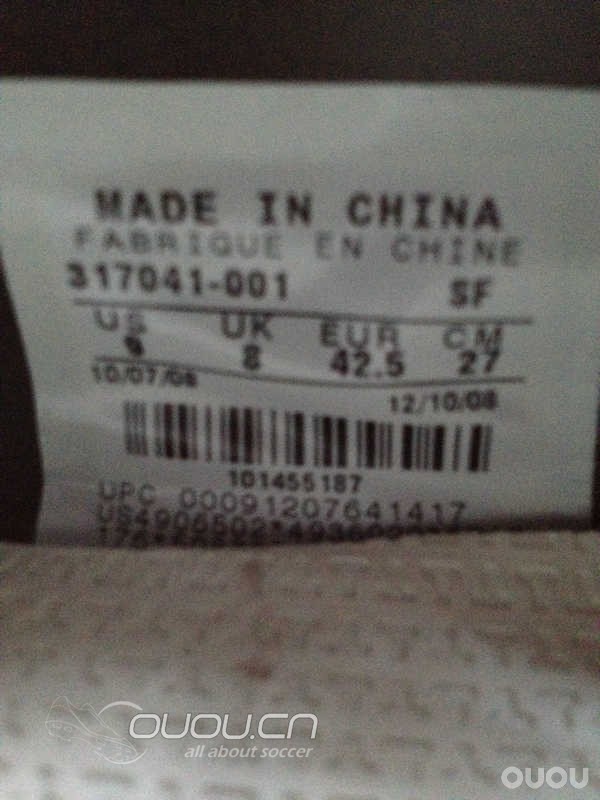 MADE IN CHINA
FABRIQUE EN CHINE
317041-001 SF
US UK EUR CM
9 8 42.5 27
10/07/08 12/10/08
101455187
UPC 00091207641417
OUOU.CN
all about soccer
OUOU